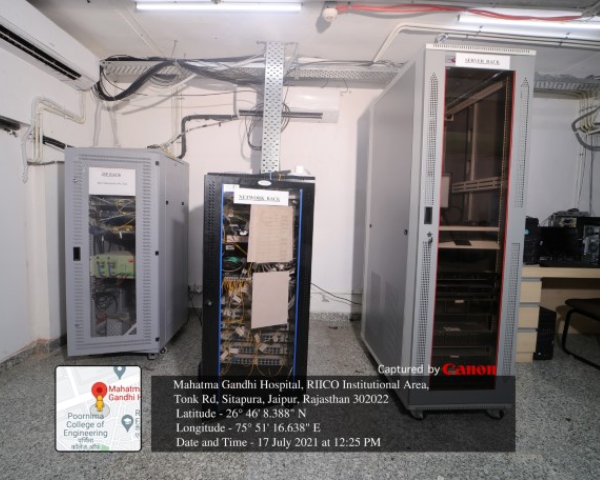 SERVER RACK
NETWORK RACK
Captured by Canon
Mahatma Gandhi Hospital, RIICO Institutional Area,
Tonk Rd, Sitapura, Jaipur, Rajasthan 302022
Latitude - 26° 46' 8.388" N
Longitude - 75° 51' 16.638" E
Date and Time - 17 July 2021 at 12:25 PM
Mahatma
Gandhi H
Poornima
College of
Engineering